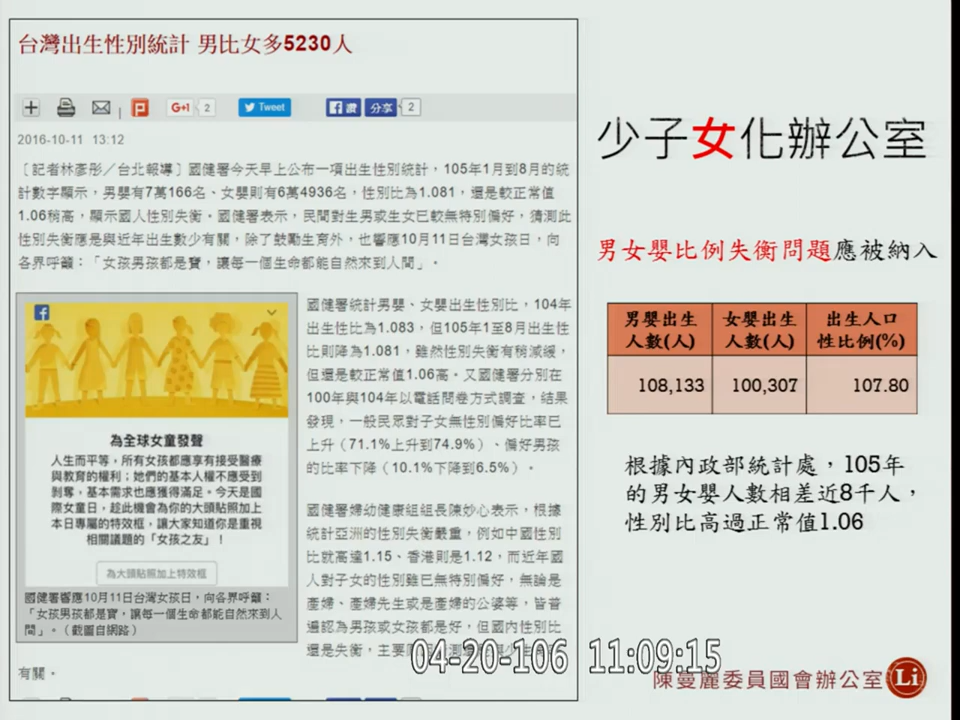 台灣出生性別統計 男比女多5230人
G+1 2 Tweet 讚 分享 2
2016-10-11 13:12
〔記者林彥彤／台北報導〕國健署今天早上公布一項出生性別統計，105年1月到8月的統
計數字顯示，男嬰有7萬166名、女嬰則有6萬4936名，性別比為1.081，還是較正常值
1.06稍高，顯示國人性別失衡。國健署表示，民間對生男或生女已較無特別偏好，猜測此
性別失衡應是與近年出生數少有關，除了鼓勵生育外，也響應10月11日台灣女孩日，向
各界呼籲：「女孩男孩都是寶，讓每一個生命都能自然來到人間」。
為全球女童發聲
人生而平等，所有女孩都應享有接受醫療
與教育的權利；她們的基本人權不應受到
剝奪，基本需求也應獲得滿足。今天是國
際女童日，趁此機會為你的大頭貼照加上
本日專屬的特效框，讓大家知道你是重視
相關議題的「女孩之友」！
為大頭貼照加上特效框
國健署響應10月11日台灣女孩日，向各界呼籲：
「女孩男孩都是寶，讓每一個生命都能自然來到人
間」。（截圖自網路）
國健署統計男嬰、女嬰出生性別比，104年
出生性比為1.083，但105年1至8月出生性
比則降為1.081，雖然性別失衡有稍減緩，
但還是較正常值1.06高。又國健署分別在
100年與104年以電話問卷方式調查，結果
發現，一般民眾對子女無性別偏好比率已
上升（71.1%上升到74.9%）、偏好男孩
的比率下降（10.1%下降到6.5%）。
國健署婦幼健康組組長陳妙心表示，根據
統計亞洲的性別失衡嚴重，例如中國性別
比就高達1.15、香港則是1.12，而近年國
人對子女的性別雖已無特別偏好，無論是
產婦、產婦先生或是產婦的公婆等，皆普
遍認為男孩或女孩都是好，但國內性別比
還是失衡，主要
有關。
少子女化辦公室
男女嬰比例失衡問題應被納入
男嬰出生人數(人) 女嬰出生人數(人) 出生人口性比例(%)
108,133 100,307 107.80
根據內政部統計處，105年
的男女嬰人數相差近8千人，
性別比高過正常值1.06
04-20-106 11:09:15
陳曼麗委員國會辦公室 Li